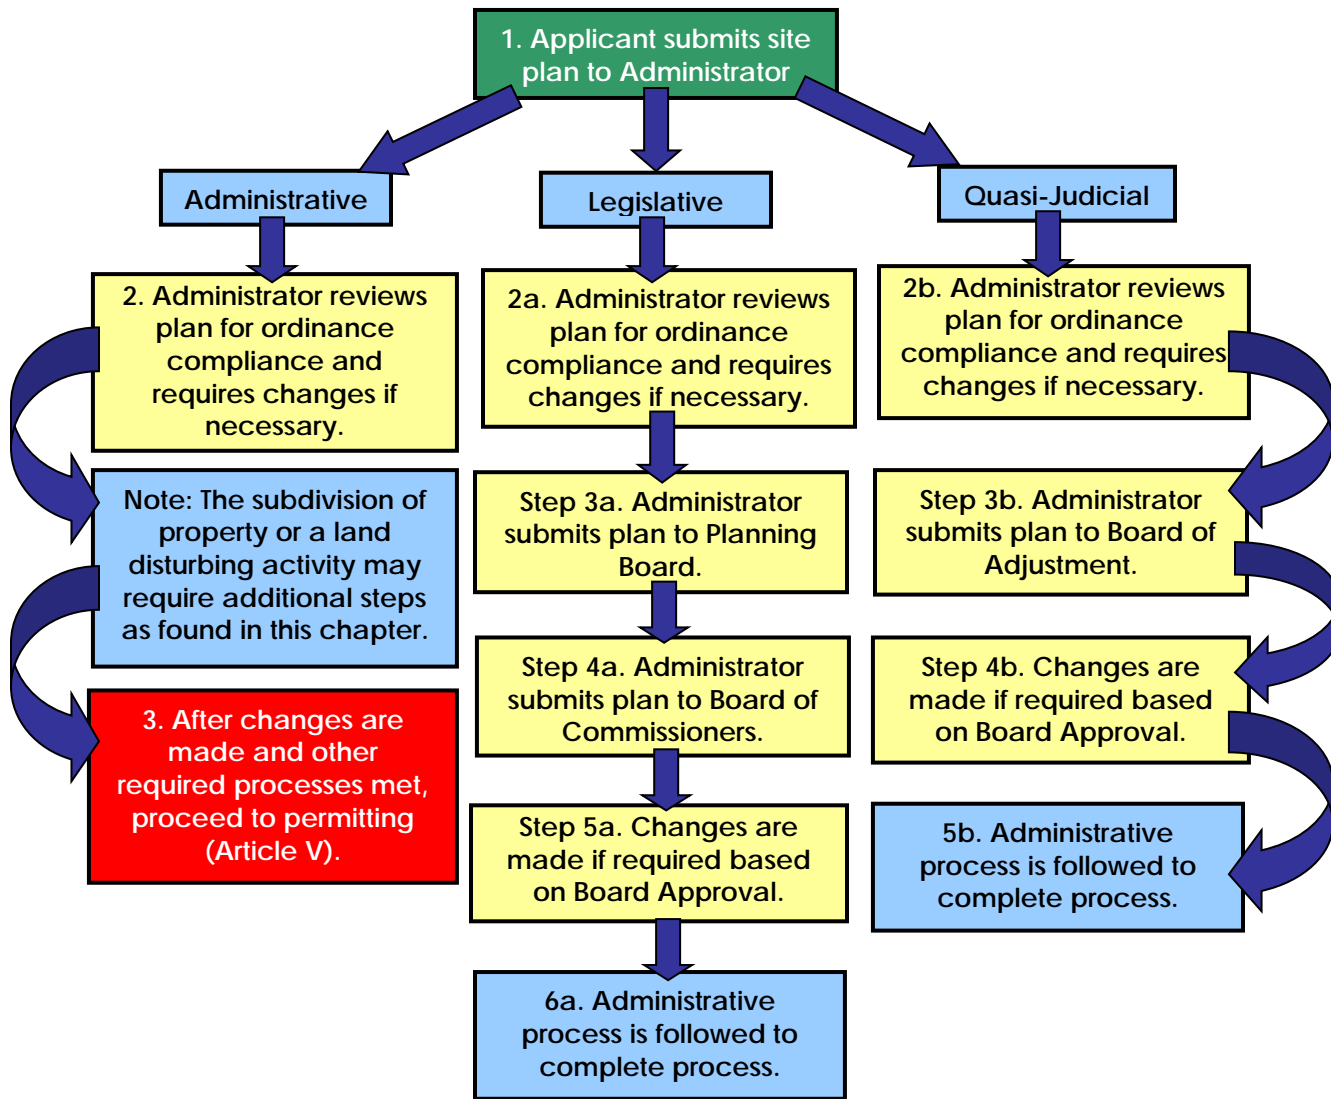 1. Applicant submits site
plan to Administrator
Administrative
Legislative
Quasi-Judicial
2. Administrator reviews
plan for ordinance
compliance and
requires changes if
necessary.
2a. Administrator reviews
plan for ordinance
compliance and requires
changes if necessary.
2b. Administrator reviews
plan for ordinance
compliance and requires
changes if necessary.
Note: The subdivision of
property or a land
disturbing activity may
require additional steps
as found in this chapter.
Step 3a. Administrator
submits plan to Planning
Board.
Step 3b. Administrator
submits plan to Board of
Adjustment.
Step 4a. Administrator
submits plan to Board of
Commissioners.
Step 4b. Changes are
made if required based
on Board Approval.
3. After changes are
made and other
required processes met,
proceed to permitting
(Article V).
Step 5a. Changes are
made if required based
on Board Approval.
5b. Administrative
process is followed to
complete process.
6a. Administrative
process is followed to
complete process.